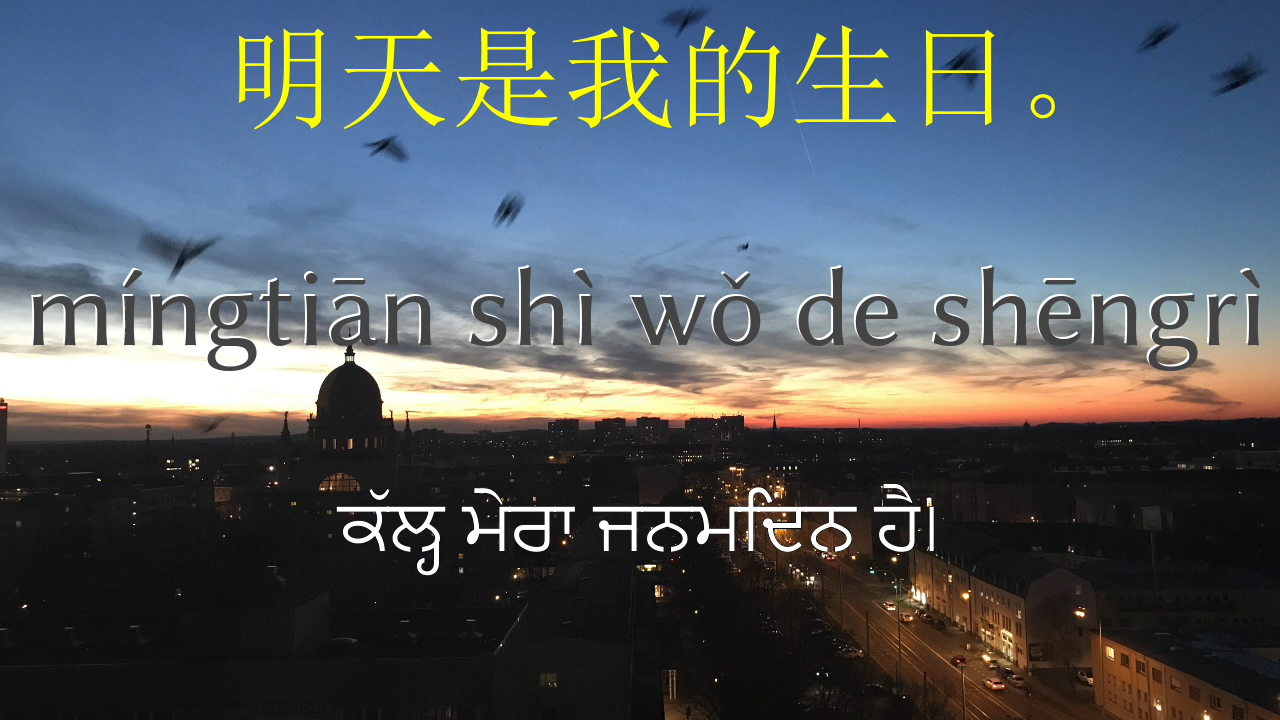 明天是我的生日。
míngtiān shì wǒ de shēngrì
ਕੱਲ੍ਹ ਮੇਰਾ ਜਨਮਦਿਨ ਹੈ।